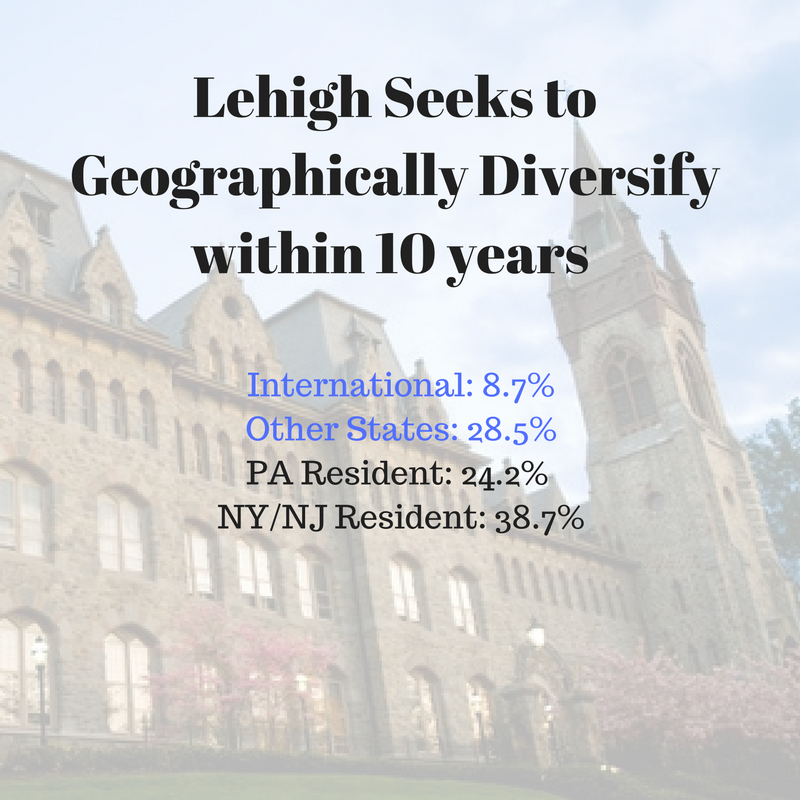 Lehigh Seeks to
Geographically Diversify
within 10 years
International: 8.7%
Other States: 28.5%
PA Resident: 24.2%
NY/NJ Resident: 38.7%